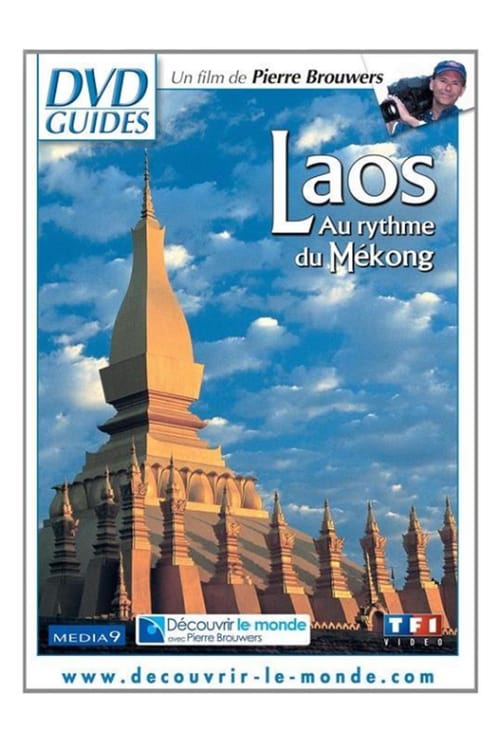 DVD
GUIDES
Un film de Pierre Brouwers
Laos
Au rythme
du Mékong
MEDIA 9
Découvrir le monde
avec Pierre Brouwers
TF1
VIDEO
www.decouvrir-le-monde.com